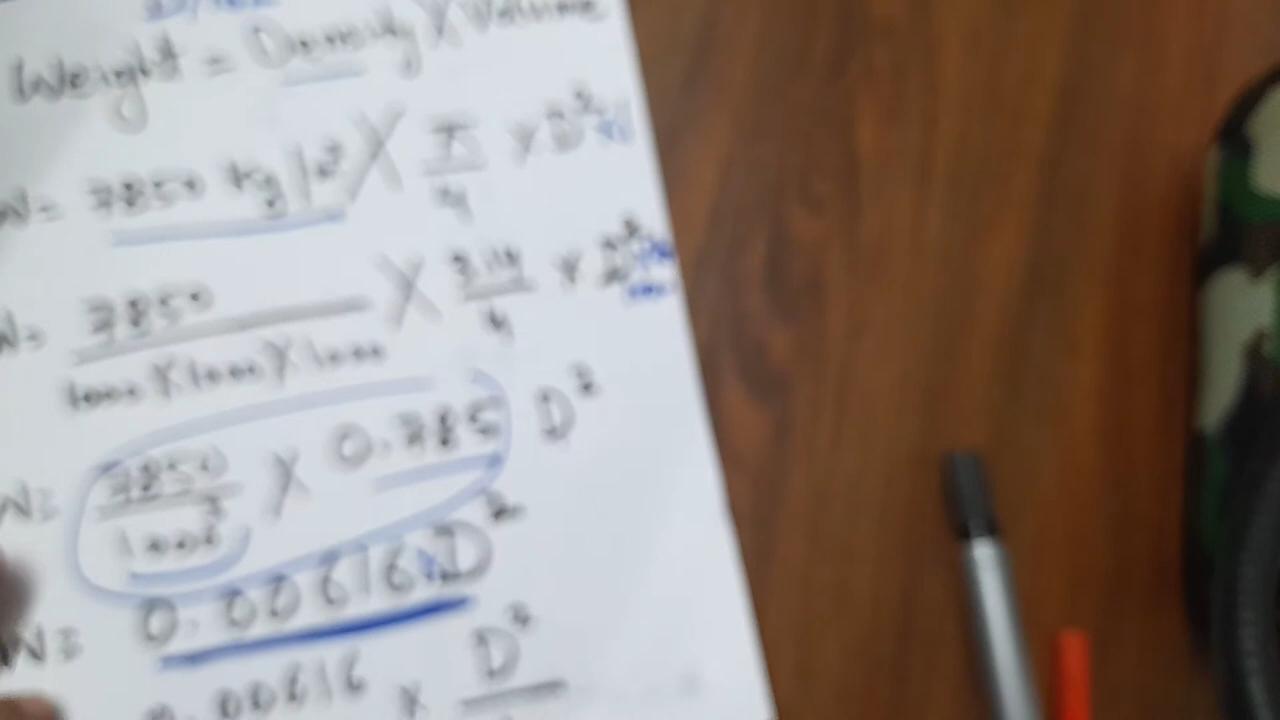 Weight = Density X Volume
W= 7850 kg/m³ X π/4 x D²
W= 7850/1000X1000X1000 X 3.14/4 x D²
W= 7850/1000³ X 0.785 D²
W= 0.00616 D²
0.00616 x D²